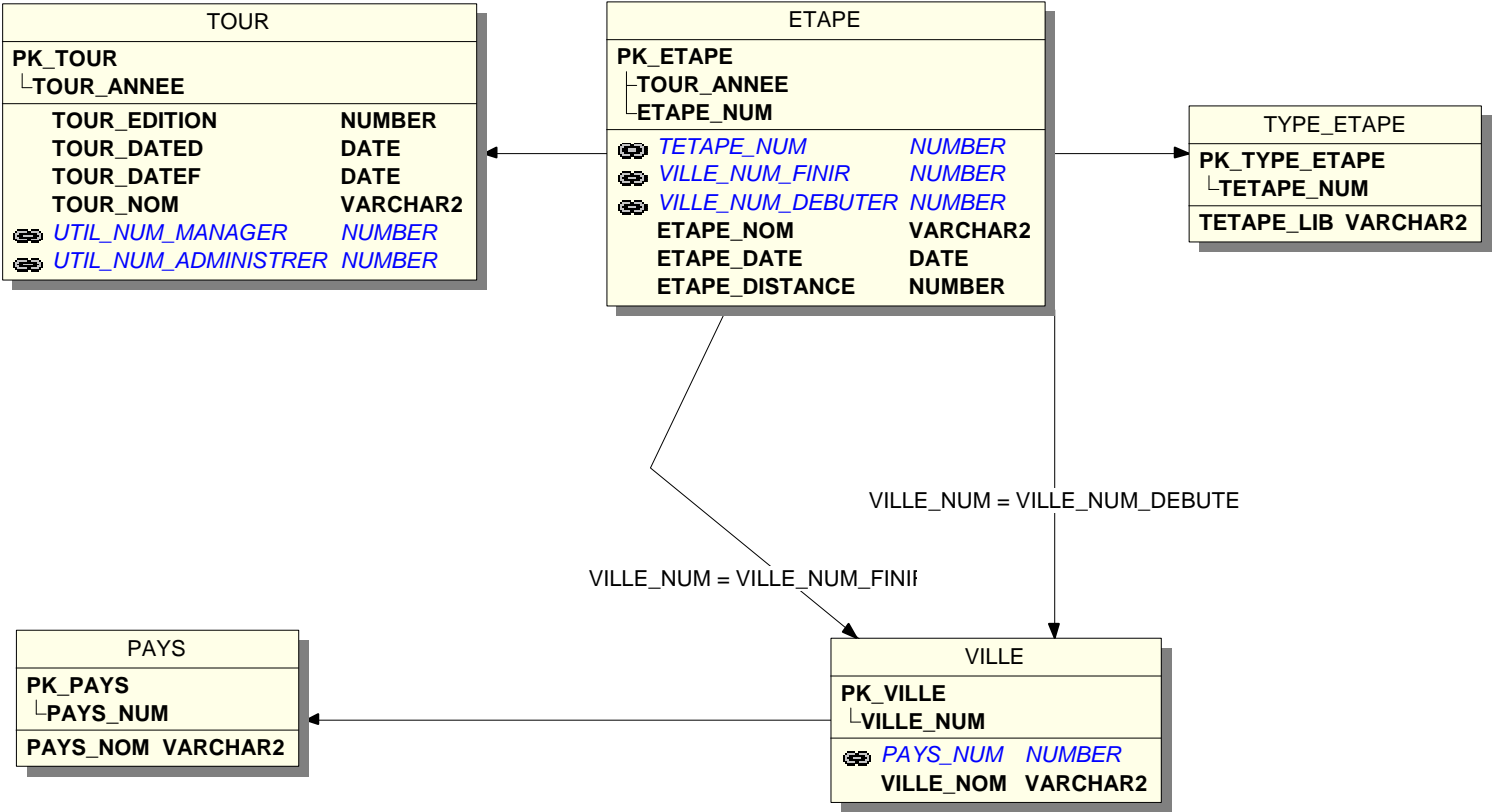 TOUR
PK_TOUR
TOUR_ANNEE
TOUR_EDITION NUMBER
TOUR_DATED DATE
TOUR_DATEF DATE
TOUR_NOM VARCHAR2
UTIL_NUM_MANAGER NUMBER
UTIL_NUM_ADMINISTRER NUMBER
ETAPE
PK_ETAPE
TOUR_ANNEE
ETAPE_NUM
TETAPE_NUM NUMBER
VILLE_NUM_FINIR NUMBER
VILLE_NUM_DEBUTER NUMBER
ETAPE_NOM VARCHAR2
ETAPE_DATE DATE
ETAPE_DISTANCE NUMBER
TYPE_ETAPE
PK_TYPE_ETAPE
TETAPE_NUM
TETAPE_LIB VARCHAR2
VILLE_NUM = VILLE_NUM_DEBUTE
VILLE_NUM = VILLE_NUM_FINIF
PAYS
PK_PAYS
PAYS_NUM
PAYS_NOM VARCHAR2
VILLE
PK_VILLE
VILLE_NUM
PAYS_NUM NUMBER
VILLE_NOM VARCHAR2